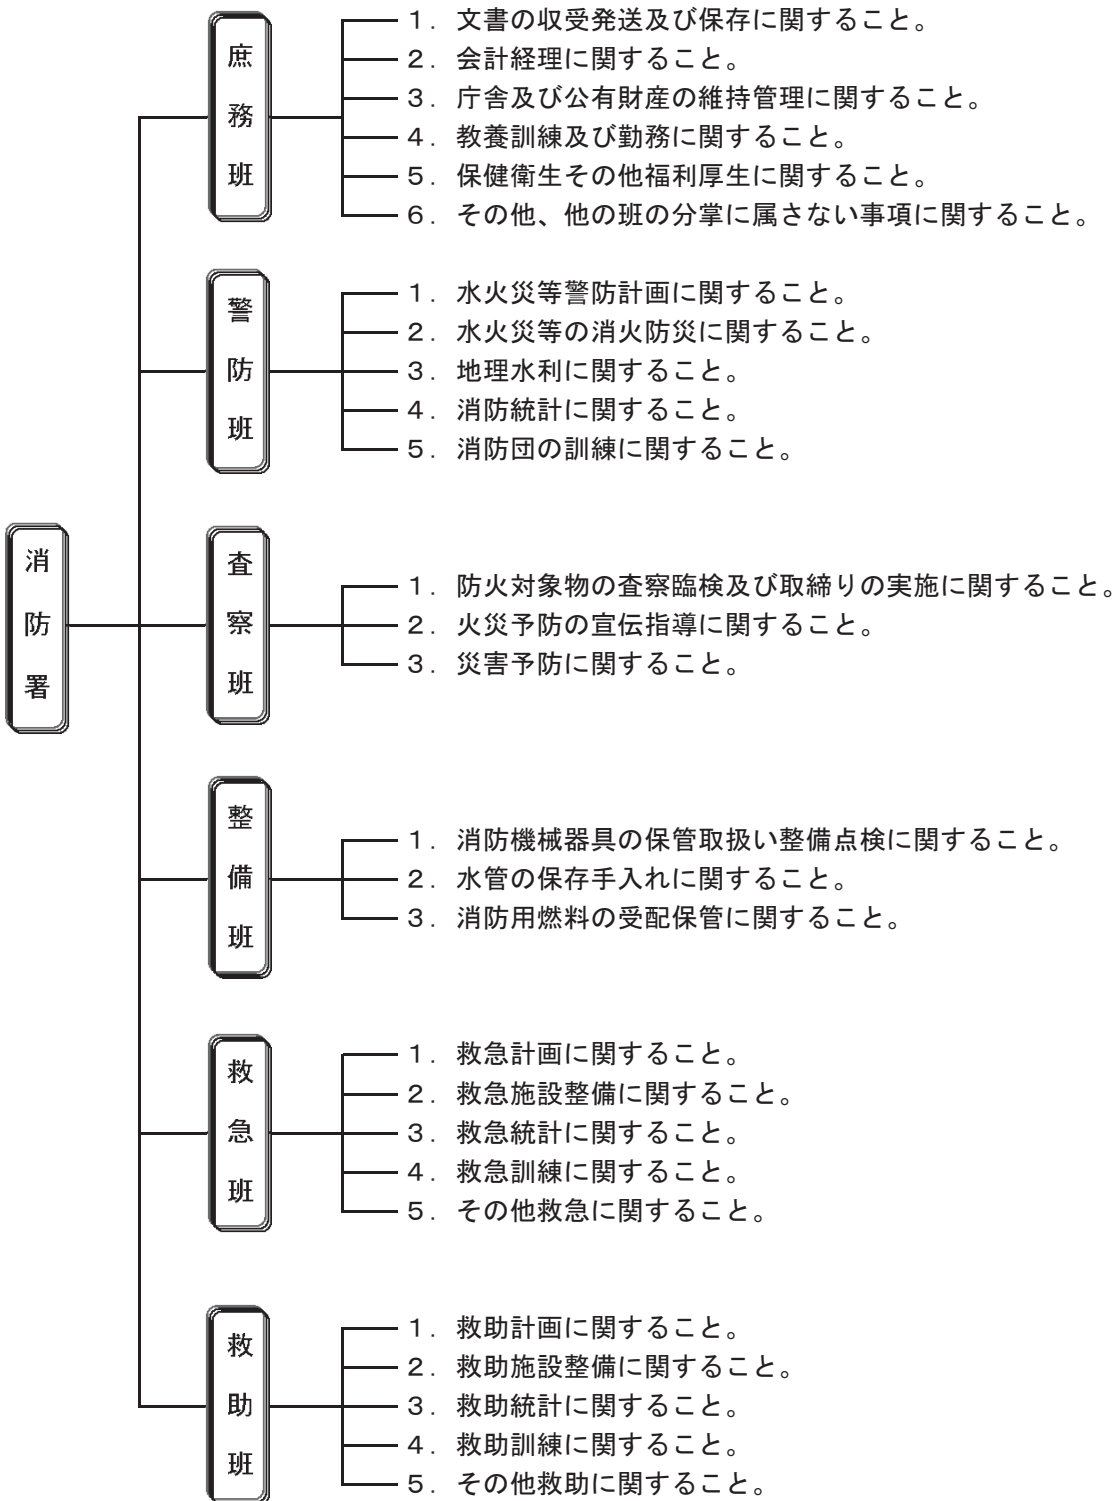 消防署
庶務班
1. 文書の収受発送及び保存に関すること。
2. 会計経理に関すること。
3. 庁舎及び公有財産の維持管理に関すること。
4. 教養訓練及び勤務に関すること。
5. 保健衛生その他福利厚生に関すること。
6. その他、他の班の分掌に属さない事項に関すること。
警防班
1. 水火災等警防計画に関すること。
2. 水火災等の消火防災に関すること。
3. 地理水利に関すること。
4. 消防統計に関すること。
5. 消防団の訓練に関すること。
査察班
1. 防火対象物の査察臨検及び取締りの実施に関すること。
2. 火災予防の宣伝指導に関すること。
3. 災害予防に関すること。
整備班
1. 消防機械器具の保管取扱い整備点検に関すること。
2. 水管の保存手入れに関すること。
3. 消防用燃料の受配保管に関すること。
救急班
1. 救急計画に関すること。
2. 救急施設整備に関すること。
3. 救急統計に関すること。
4. 救急訓練に関すること。
5. その他救急に関すること。
救助班
1. 救助計画に関すること。
2. 救助施設整備に関すること。
3. 救助統計に関すること。
4. 救助訓練に関すること。
5. その他救助に関すること。